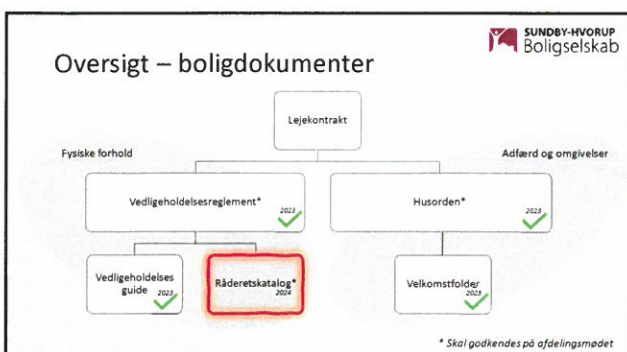 SUNDBY-HVORUP
Boligselskab
Oversigt – boligdokumenter
Lejekontrakt
Fysiske forhold
Adfærd og omgivelser
Vedligeholdelsesreglement*
2023
Husorden*
2023
Vedligeholdelses
guide
2023
Råderetskatalog*
2024
Velkomstfolder
2023
* Skal godkendes på afdelingsmødet